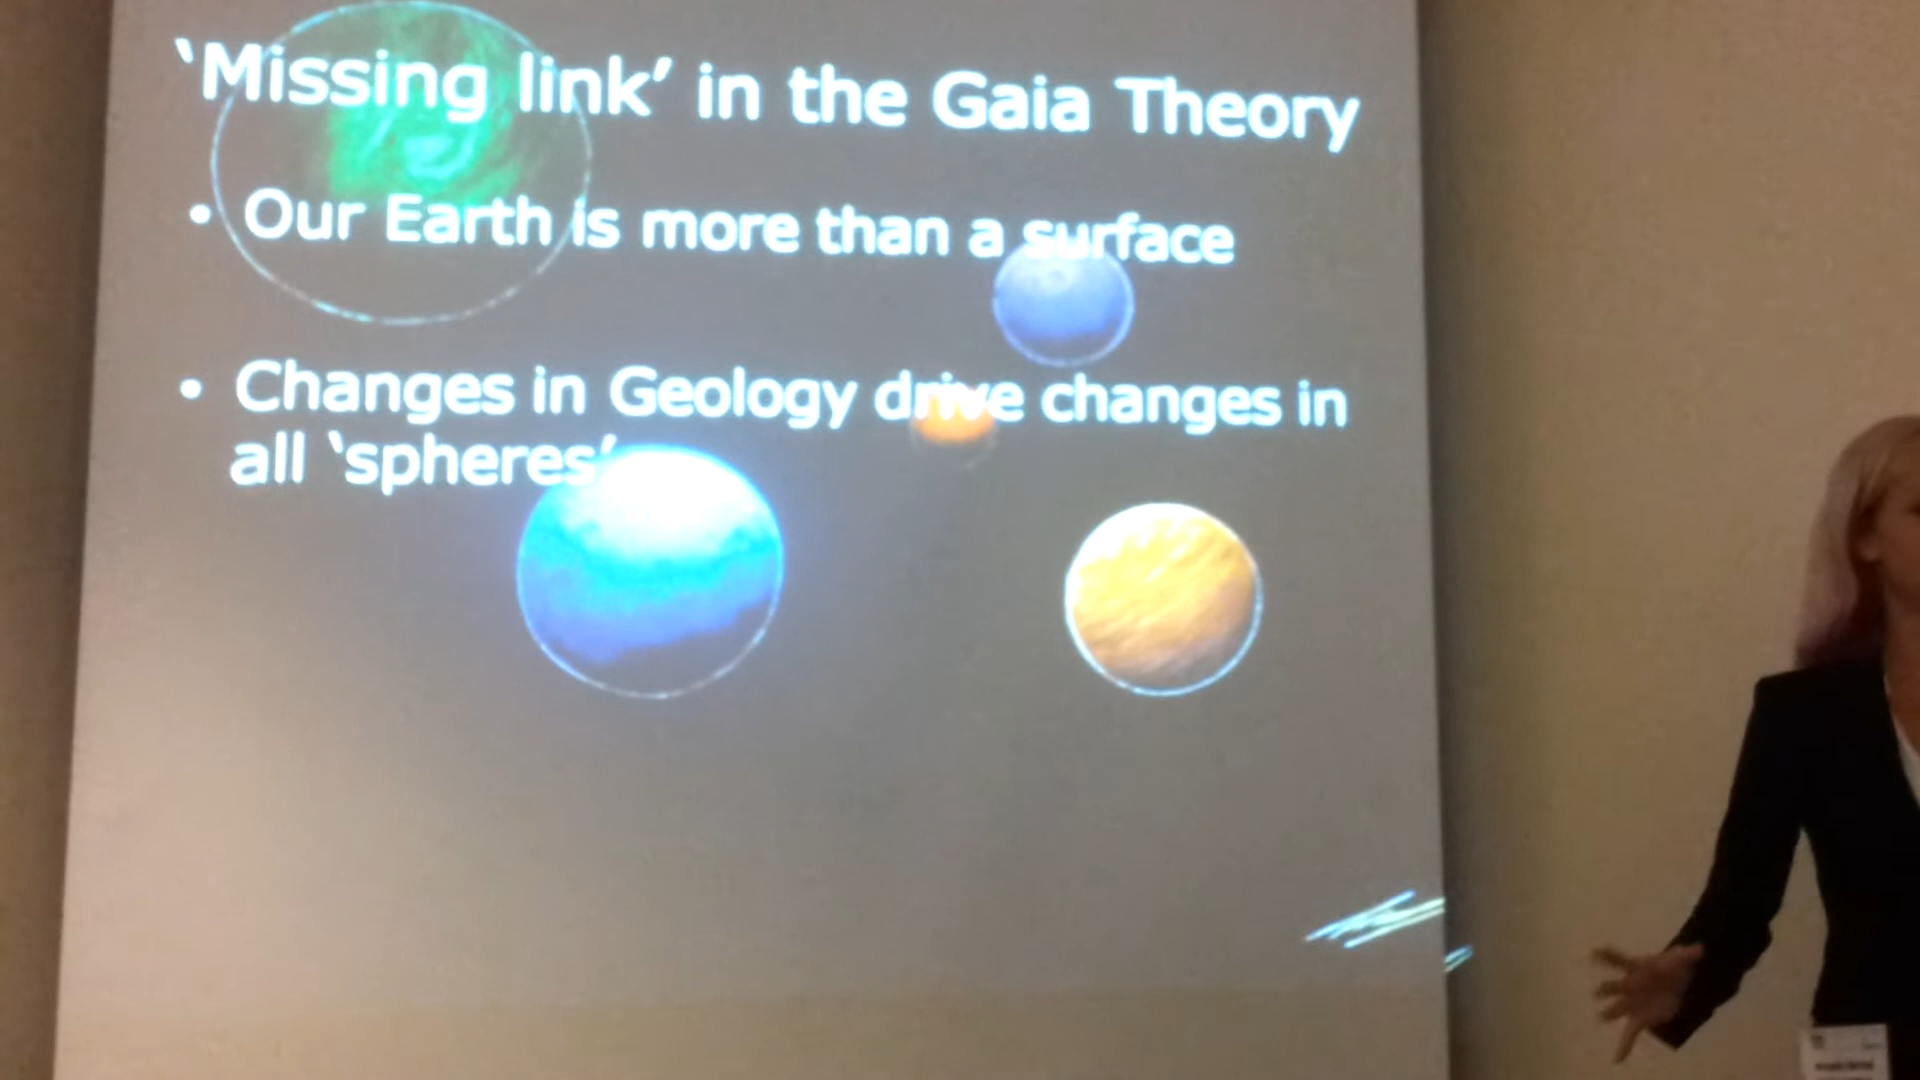 ‘Missing link’ in the Gaia Theory
• Our Earth is more than a surface
• Changes in Geology drive changes in
all ‘spheres’